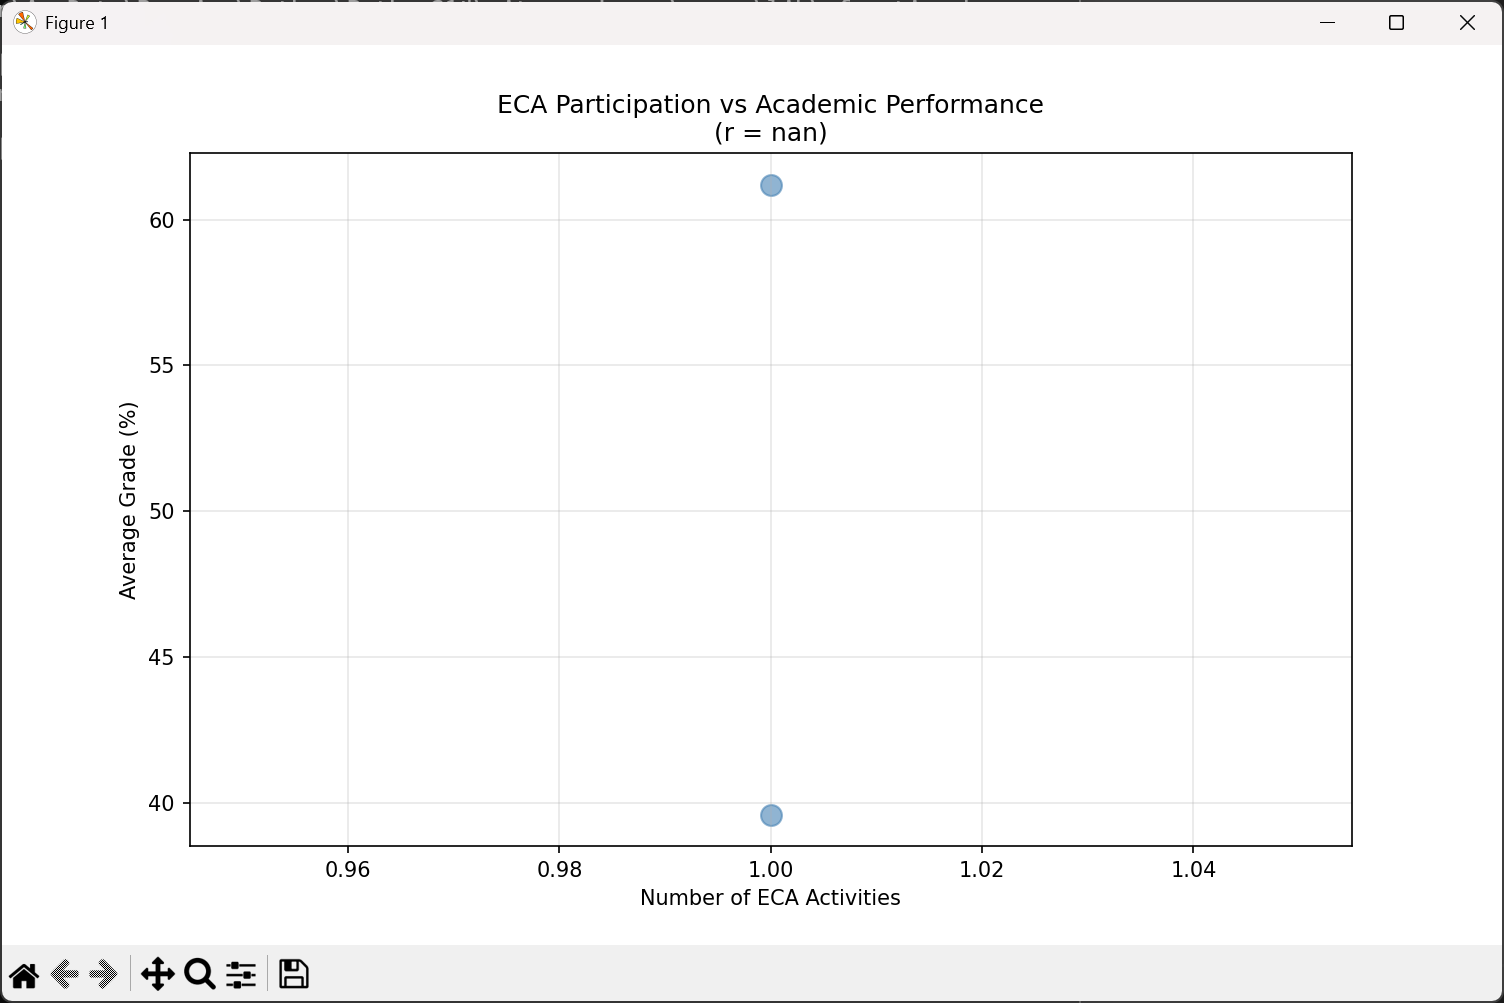 Figure 1
ECA Participation vs Academic Performance
(r = nan)
60
55
50
45
40
Average Grade (%)
0.96 0.98 1.00 1.02 1.04
Number of ECA Activities